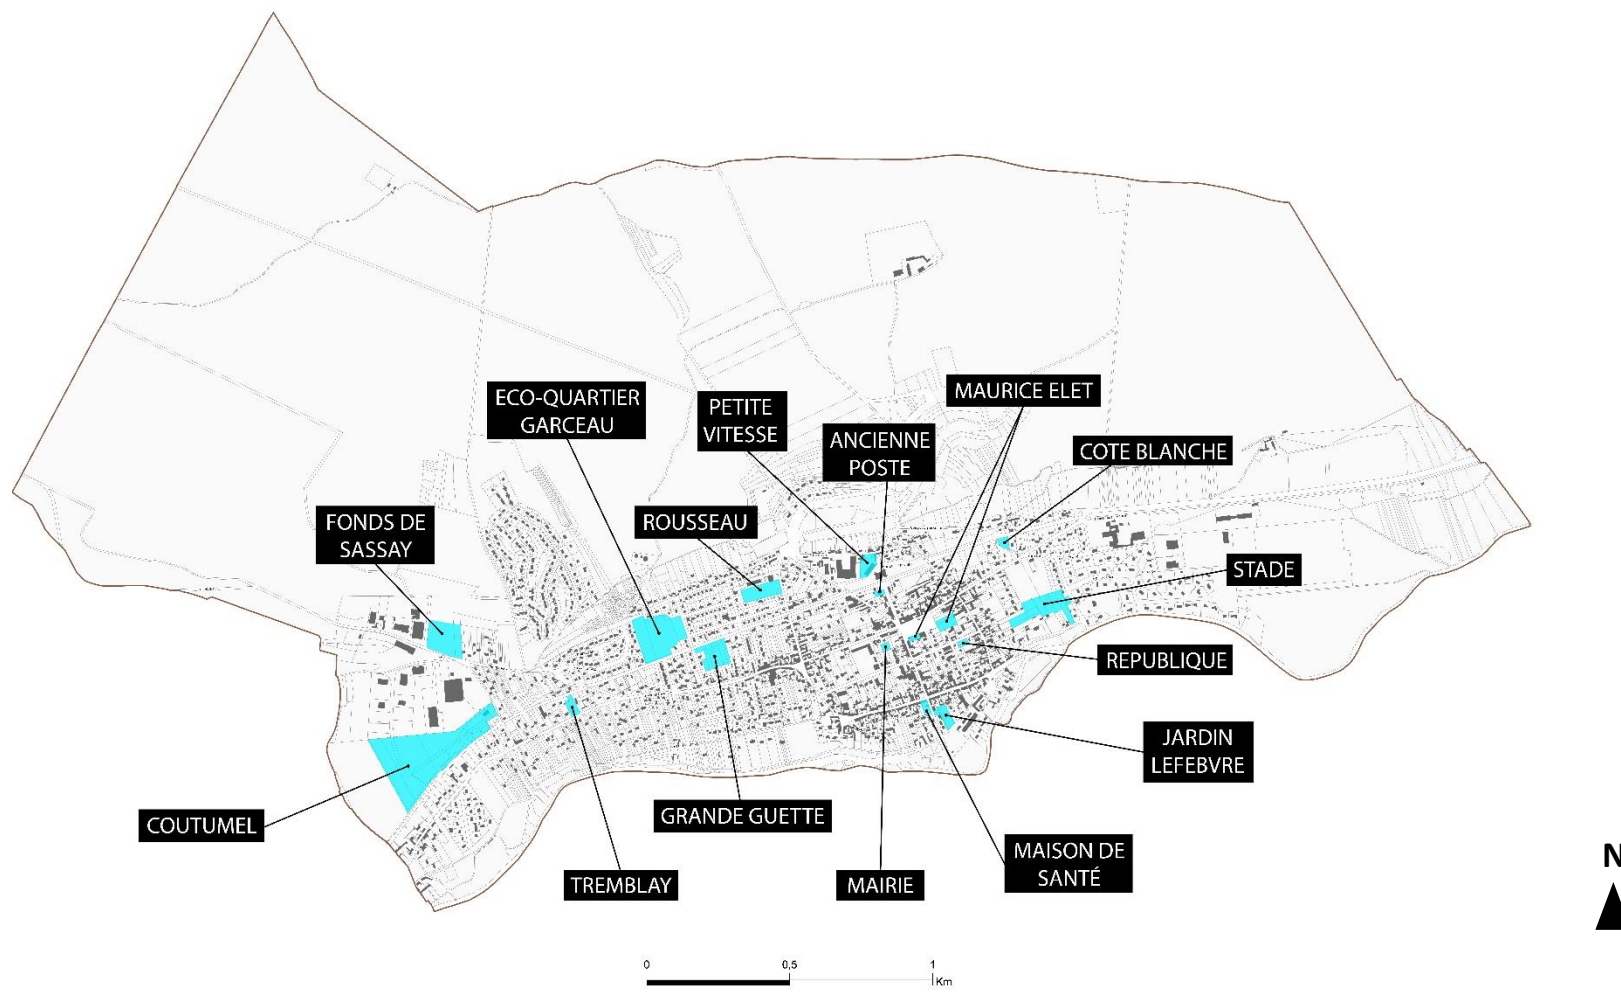 MAURICE ELET
ECO-QUARTIER
GARCEAU
PETITE
VITESSE
ANCIENNE
POSTE
COTE BLANCHE
FONDS DE
SASSAY
ROUSSEAU
STADE
REPUBLIQUE
JARDIN
LEFEBVRE
COUTUMEL
GRANDE GUETTE
MAISON DE
SANTÉ
TREMBLAY
MAIRIE
N
0 0,5 1
Km